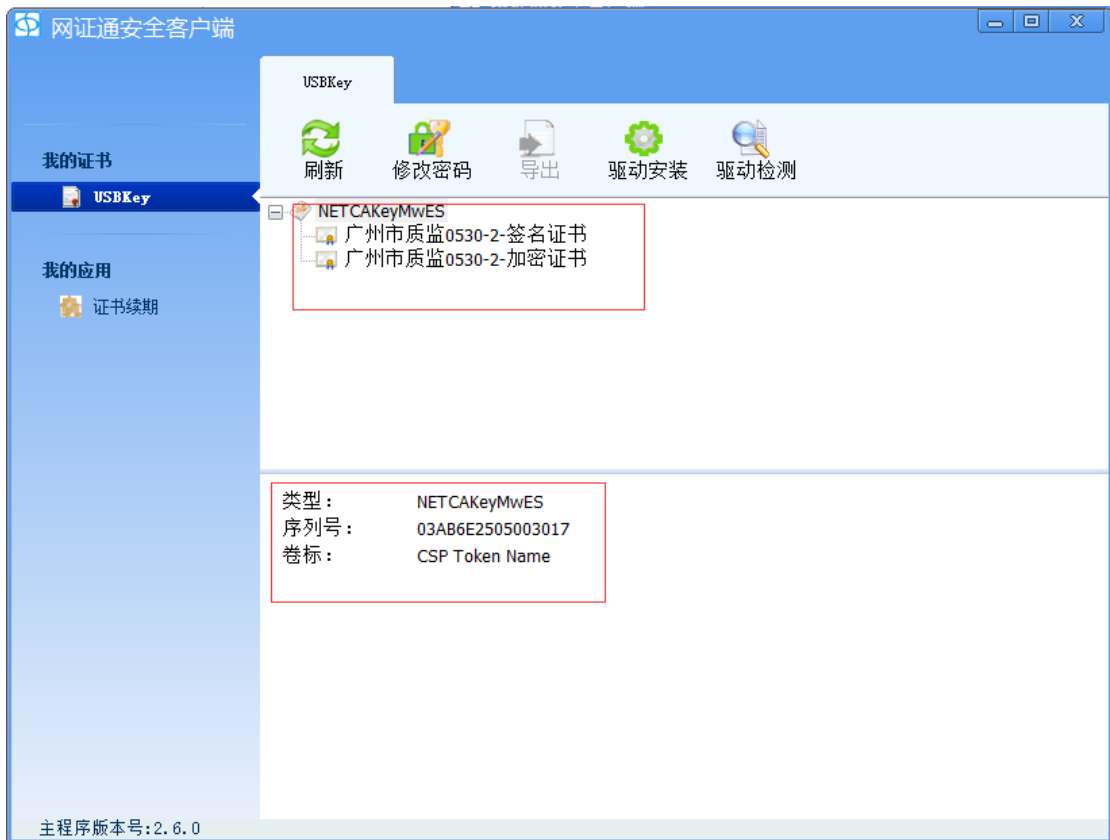 网证通安全客户端
USBKey
刷新 修改密码 导出 驱动安装 驱动检测
我的证书
USBKey
我的应用
证书续期
NETCAKeyMwES
广州市质监0530-2-签名证书
广州市质监0530-2-加密证书
类型： NETCAKeyMwES
序列号： 03AB6E2505003017
卷标： CSP Token Name
主程序版本号:2.6.0